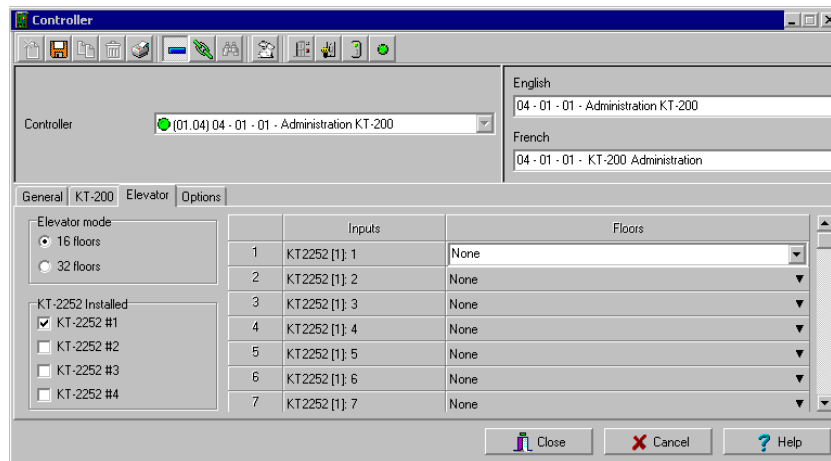 Controller
English
04 - 01 - 01 - Administration KT-200
Controller
(01.04) 04 - 01 - 01 - Administration KT-200
French
04 - 01 - 01 - KT-200 Administration
General KT-200 Elevator Options
Elevator mode
16 floors
32 floors
KT-2252 Installed
KT-2252 #1
KT-2252 #2
KT-2252 #3
KT-2252 #4
Inputs Floors
1 KT2252 [1]: 1 None
2 KT2252 [1]: 2 None
3 KT2252 [1]: 3 None
4 KT2252 [1]: 4 None
5 KT2252 [1]: 5 None
6 KT2252 [1]: 6 None
7 KT2252 [1]: 7 None
Close Cancel Help